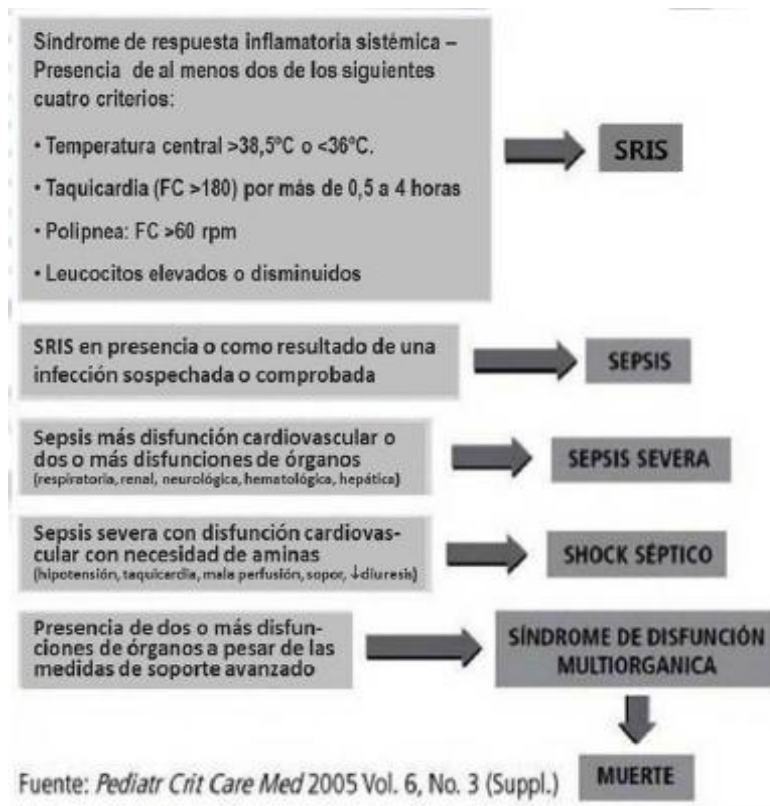 Síndrome de respuesta inflamatoria sistémica –
Presencia de al menos dos de los siguientes
cuatro criterios:
• Temperatura central >38,5ºC o <36ºC.
• Taquicardia (FC >180) por más de 0,5 a 4 horas
• Polipnea: FC >60 rpm
• Leucocitos elevados o disminuidos
SRIS
SRIS en presencia o como resultado de una
infección sospechada o comprobada
SEPSIS
Sepsis más disfunción cardiovascular o
dos o más disfunciones de órganos
(respiratoria, renal, neurológica, hematológica, hepática)
SEPSIS SEVERA
Sepsis severa con disfunción cardiovas-
cular con necesidad de aminas
(hipotensión, taquicardia, mala perfusión, sopor, ↓diuresis)
SHOCK SÉPTICO
Presencia de dos o más disfun-
ciones de órganos a pesar de las
medidas de soporte avanzado
SÍNDROME DE DISFUNCIÓN
MULTIORGANICA
MUERTE
Fuente: Pediatr Crit Care Med 2005 Vol. 6, No. 3 (Suppl.)